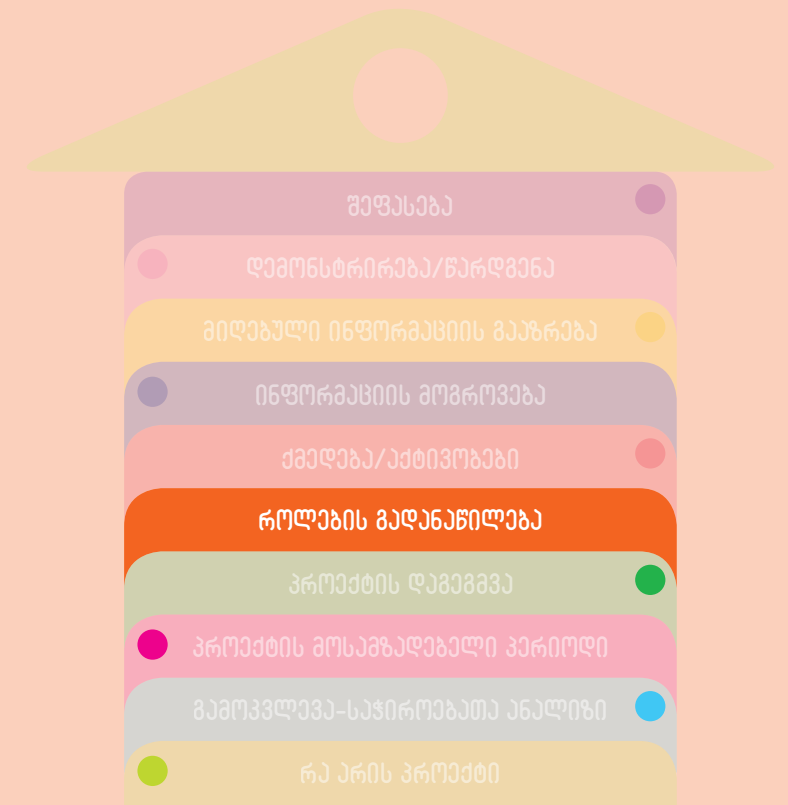 შეფასება
დემონსტრირება/წარდგენა
მიღებული ინფორმაციის გააზრება
ინფორმაციის მოგროვება
ქმედება/აქტივობები
როლების გადანაწილება
პროექტის დაგეგმვა
პროექტის მოსამზადებელი პერიოდი
გამოკვლევა-საჭიროებათა ანალიზი
რა არის პროექტი